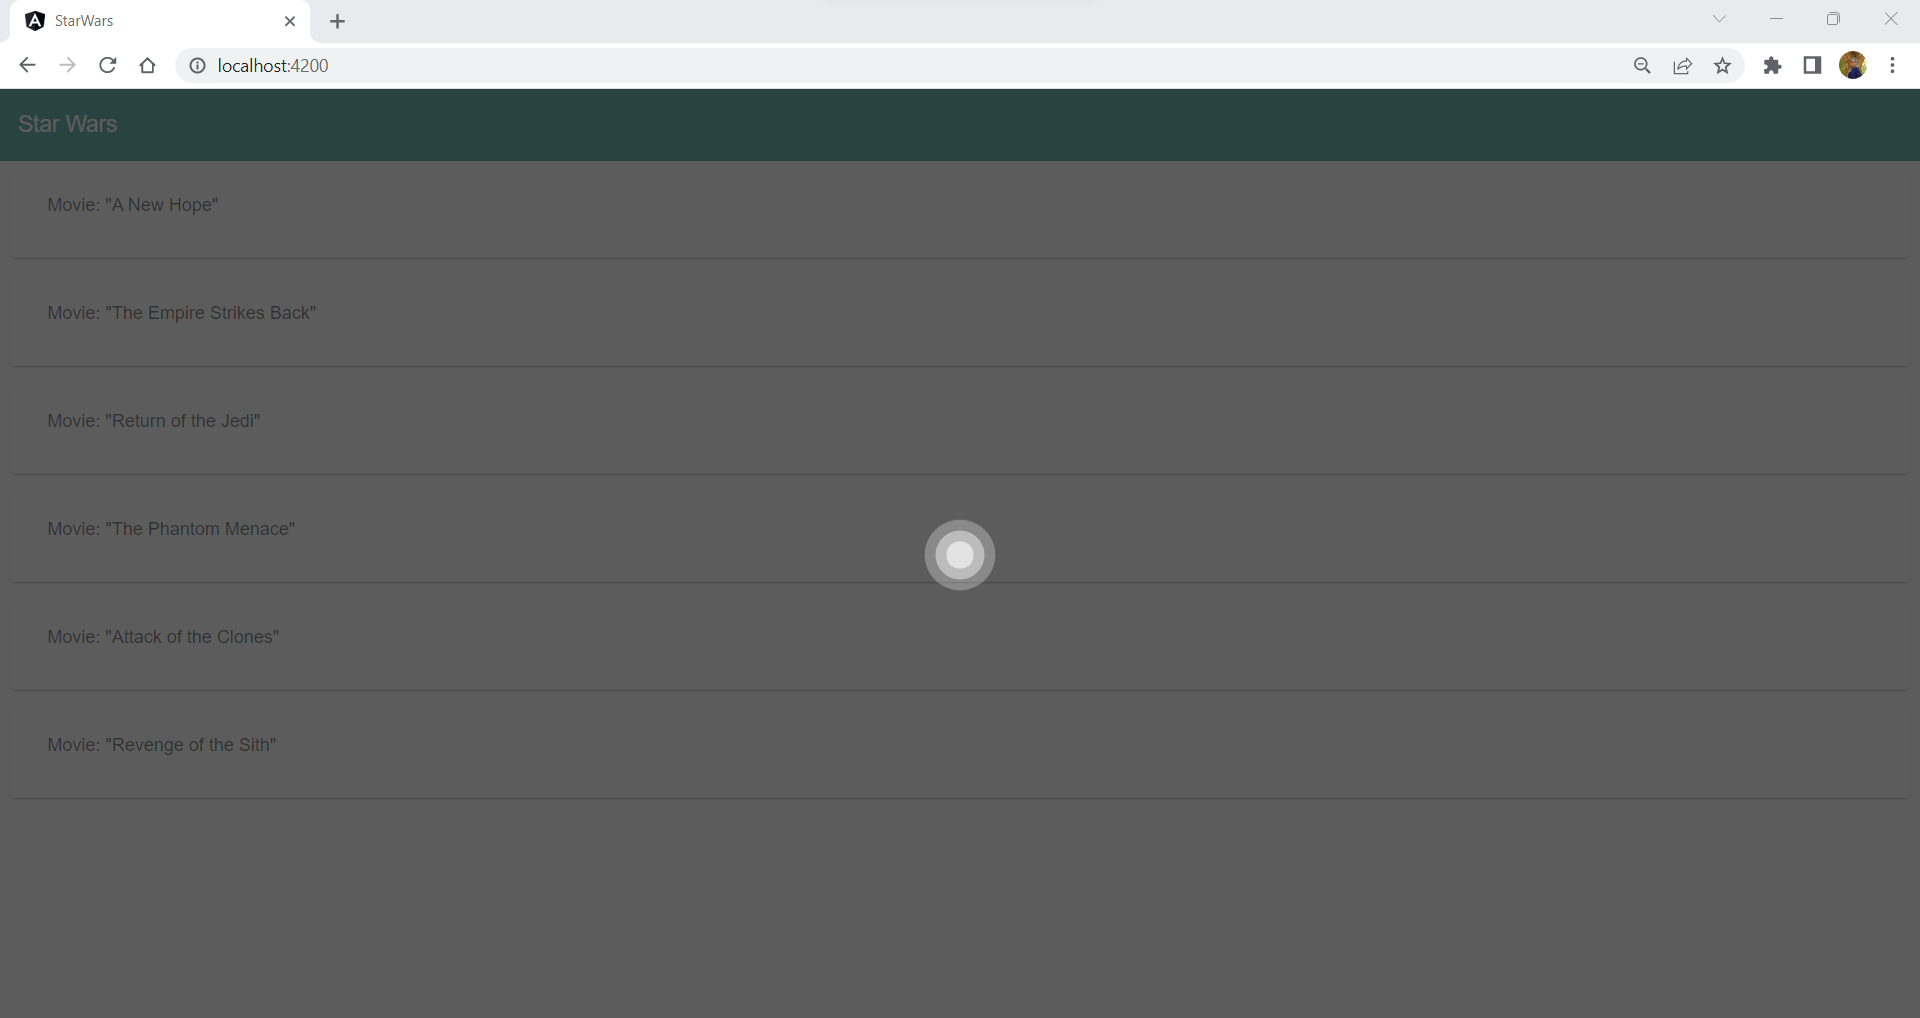 StarWars
localhost:4200
Star Wars
Movie: "A New Hope"
Movie: "The Empire Strikes Back"
Movie: "Return of the Jedi"
Movie: "The Phantom Menace"
Movie: "Attack of the Clones"
Movie: "Revenge of the Sith"